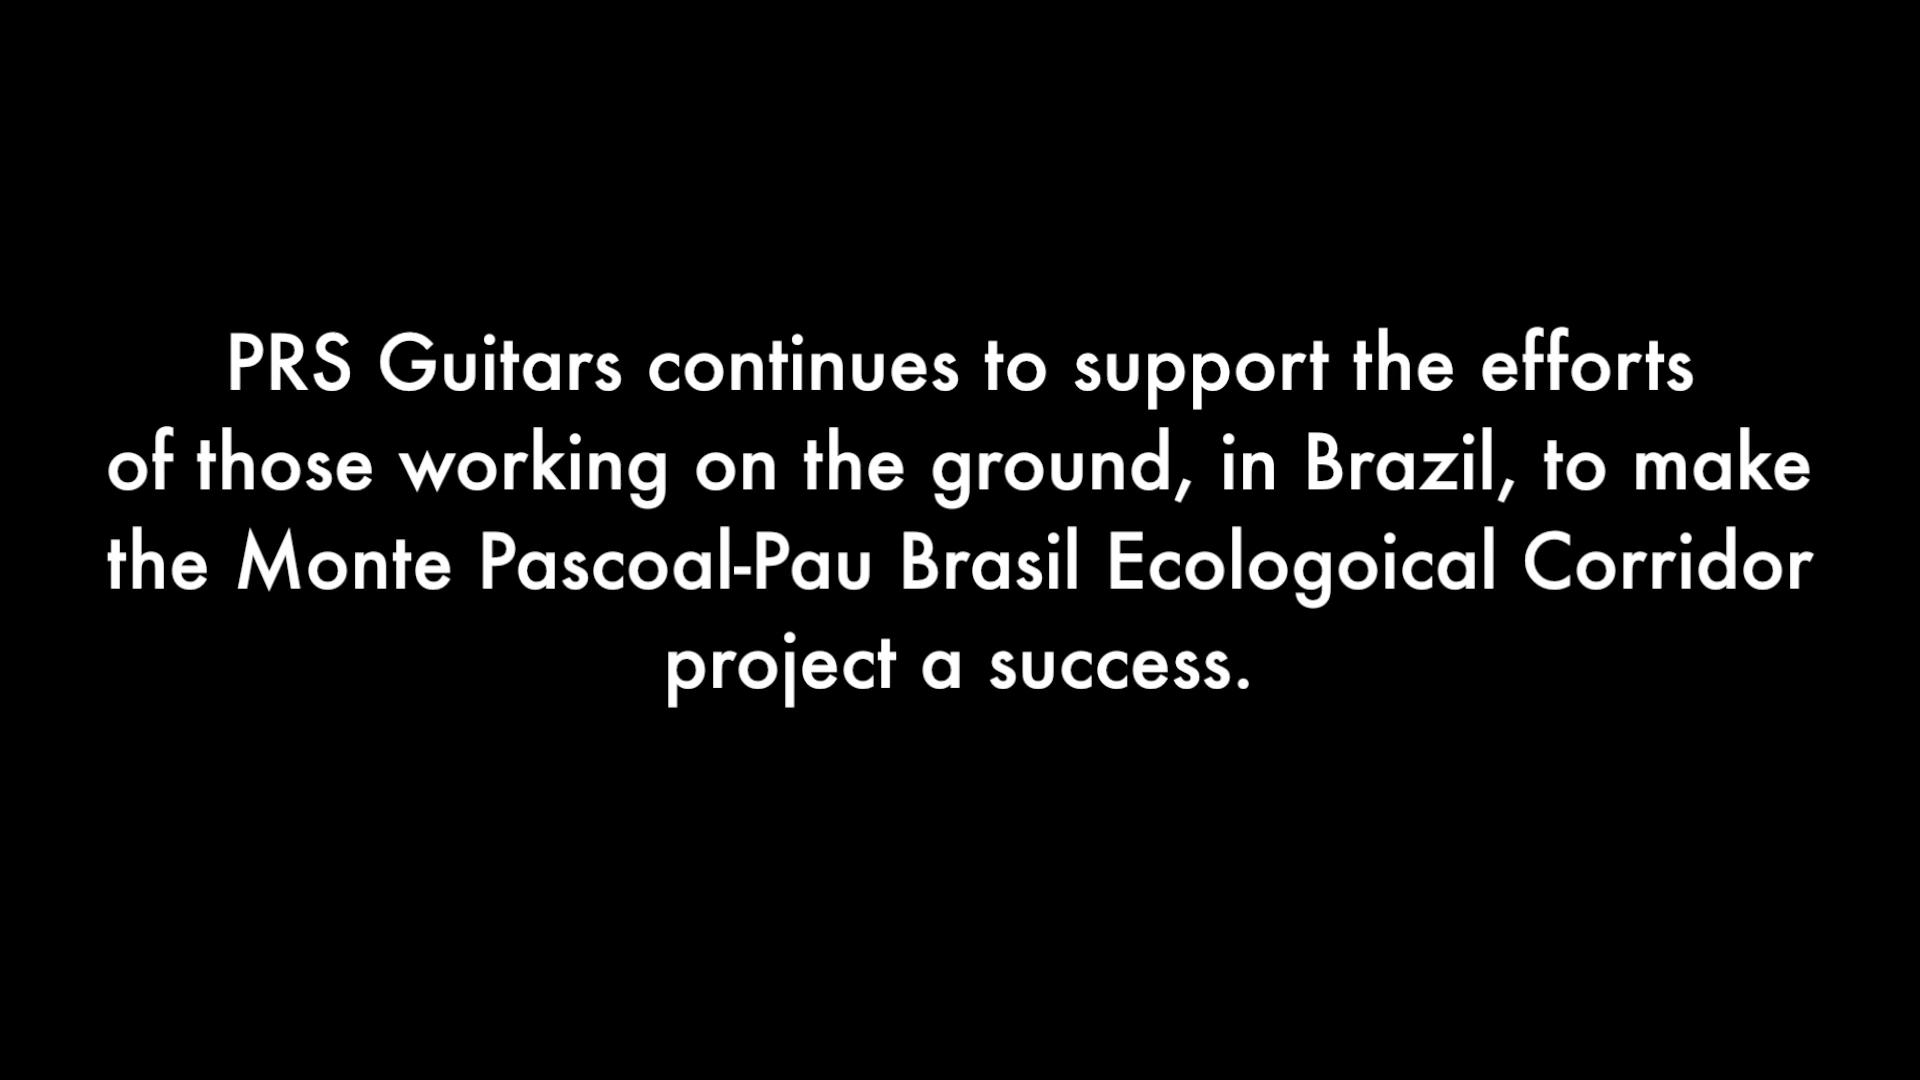 PRS Guitars continues to support the efforts
of those working on the ground, in Brazil, to make
the Monte Pascoal-Pau Brasil Ecologoical Corridor
project a success.